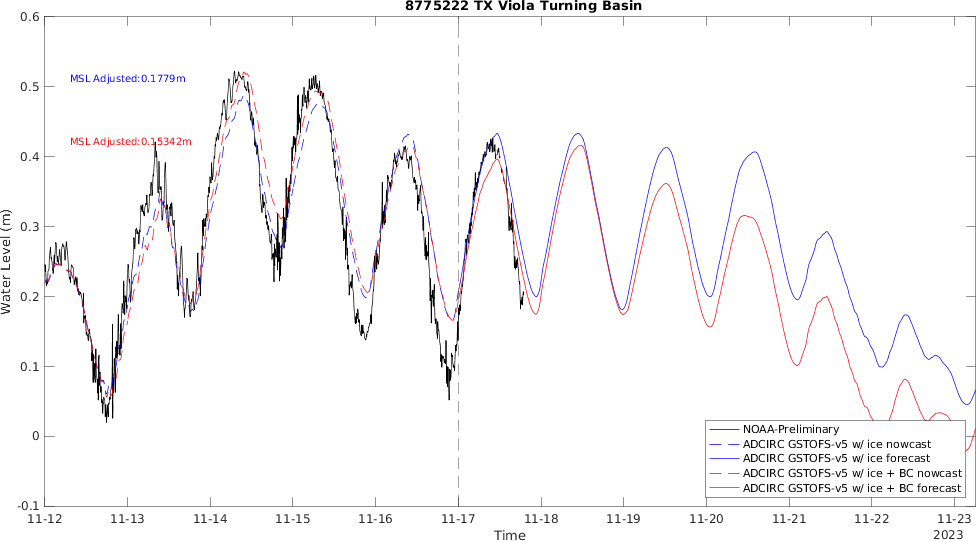 8775222 TX Viola Turning Basin
0.6
0.5
0.4
0.3
0.2
0.1
0
-0.1
Water Level (m)
MSL Adjusted:0.1779m
MSL Adjusted:0.15342m
NOAA-Preliminary
ADCIRC GSTOFS-v5 w/ ice nowcast
ADCIRC GSTOFS-v5 w/ ice forecast
ADCIRC GSTOFS-v5 w/ ice + BC nowcast
ADCIRC GSTOFS-v5 w/ ice + BC forecast
11-12 11-13 11-14 11-15 11-16 11-17 11-18 11-19 11-20 11-21 11-22 11-23
Time
2023